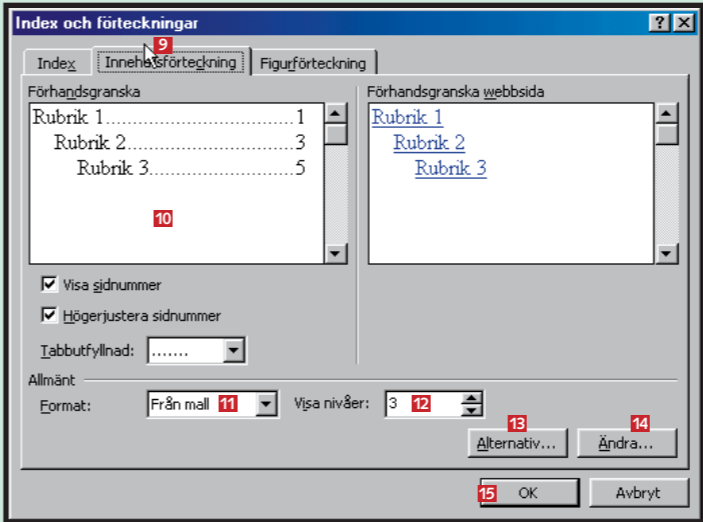 Index och förteckningar
9
Index Innehållsförteckning Figurförteckning
Förhandsgranska
Rubrik 1..............................1
Rubrik 2..........................3
Rubrik 3......................5
10
Förhandsgranska webbsida
Rubrik 1
Rubrik 2
Rubrik 3
Visa sidnummer
Högerjustera sidnummer
Tabbutfyllnad: .......
Allmänt
Format: Från mall 11 Visa nivåer: 3 12
13 14
Alternativ... Ändra...
15 OK Avbryt